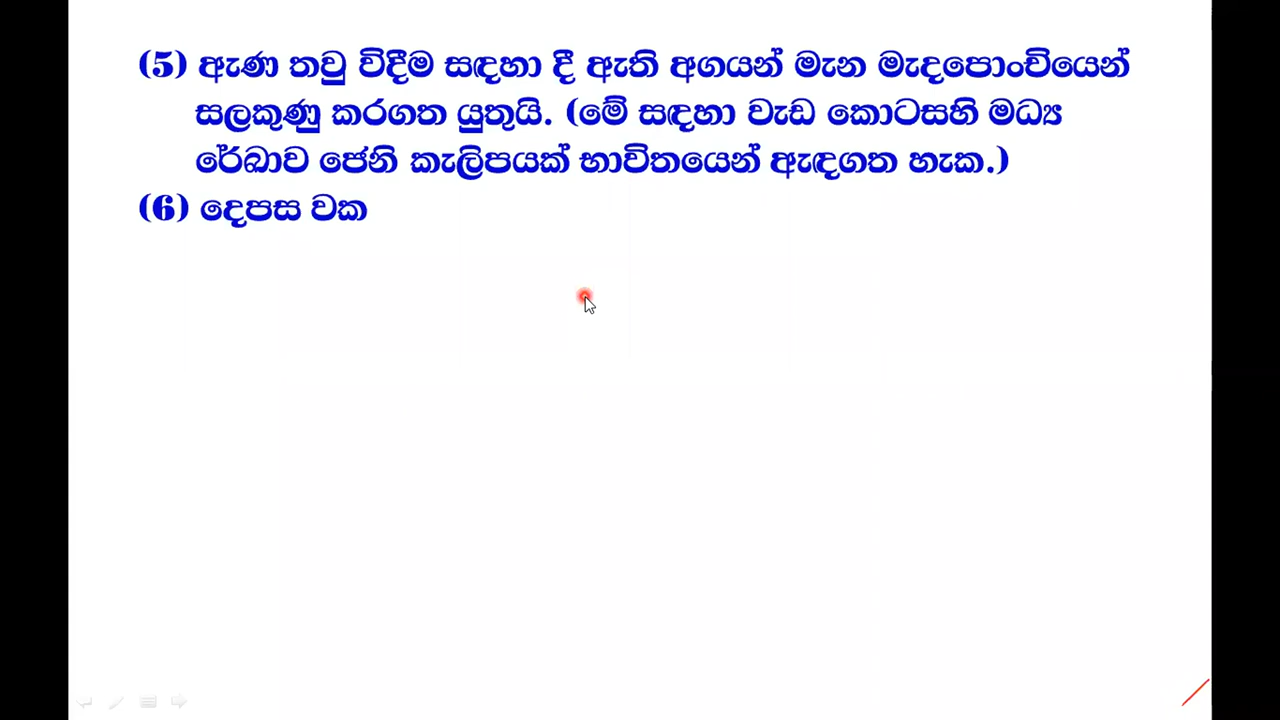 (5) ඇණ තවු විදීම සඳහා දී ඇති අගයන් මැන මැදපොංචියෙන්
සලකුණු කරගත යුතුයි. (මේ සඳහා වැඩ කොටසහි මධ්‍ය
රේඛාව ජෙනි කැලිපයක් භාවිතයෙන් ඇඳගත හැක.)
(6) දෙපස වක